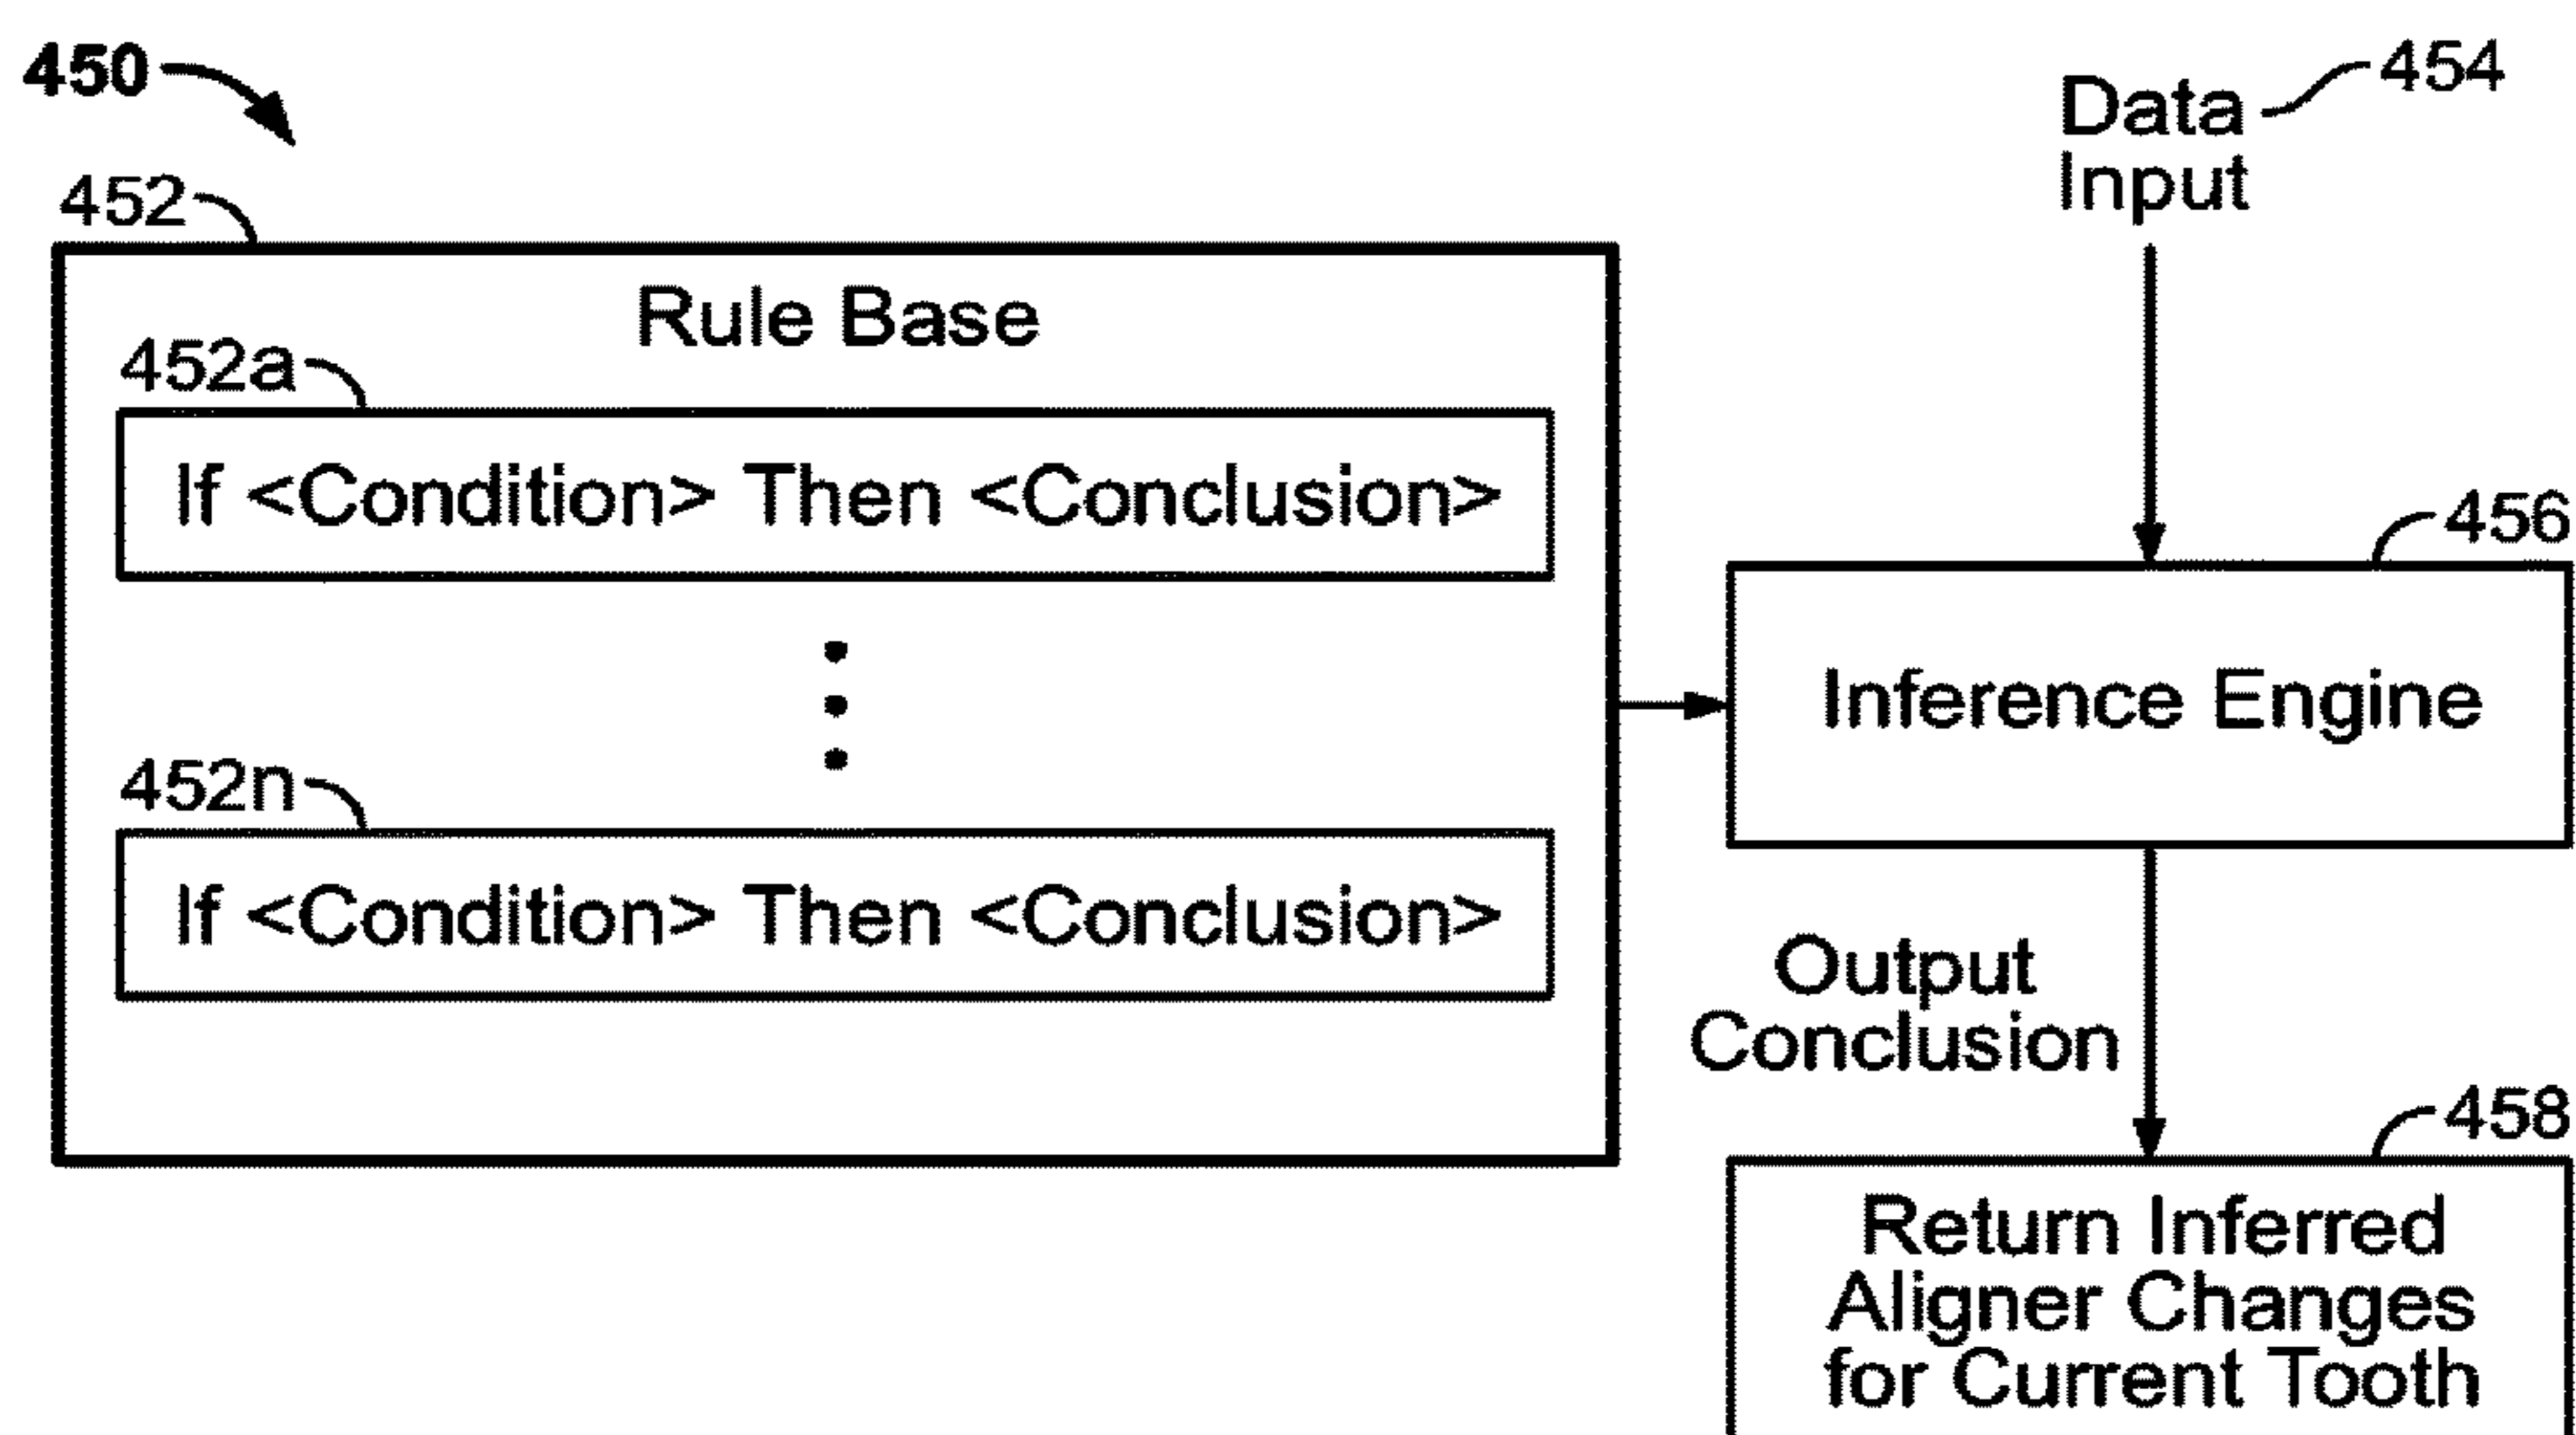 450
452
Rule Base
452a
If <Condition> Then <Conclusion>
452n
If <Condition> Then <Conclusion>
454
Data
Input
456
Inference Engine
Output
Conclusion
458
Return Inferred
Aligner Changes
for Current Tooth